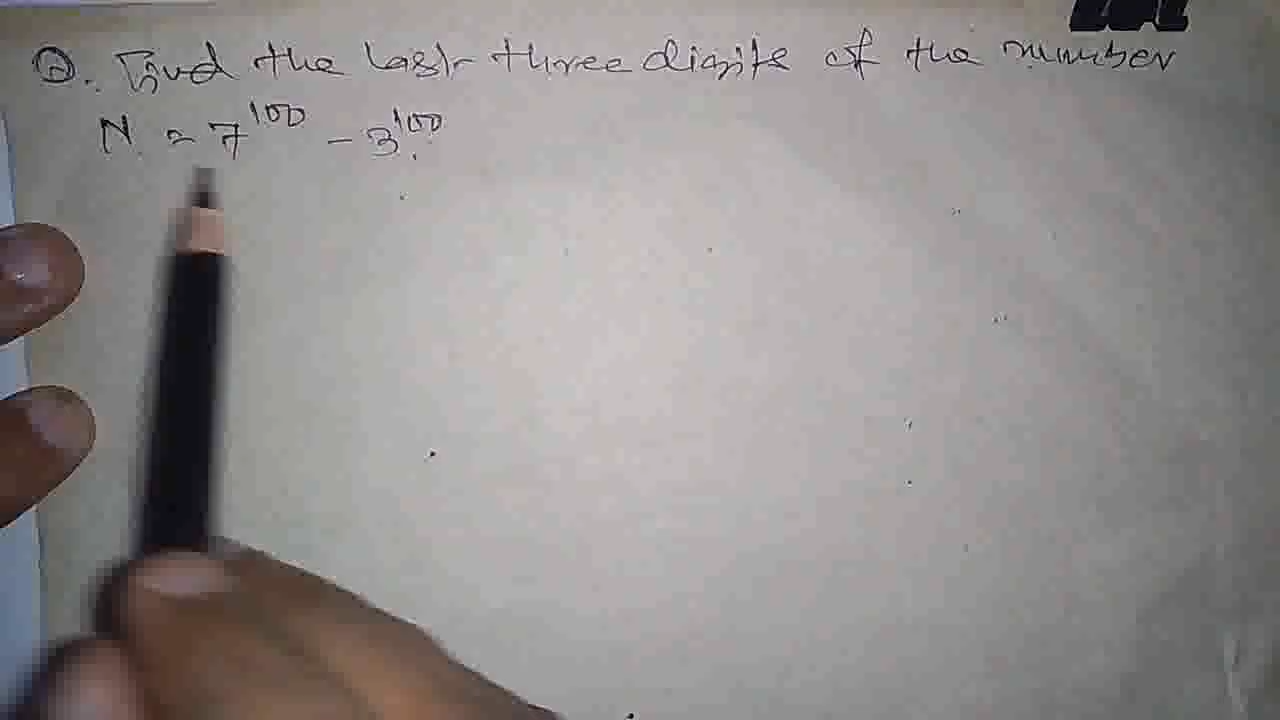 Q. Find the last three digits of the number
N = 7^100 - 3^100